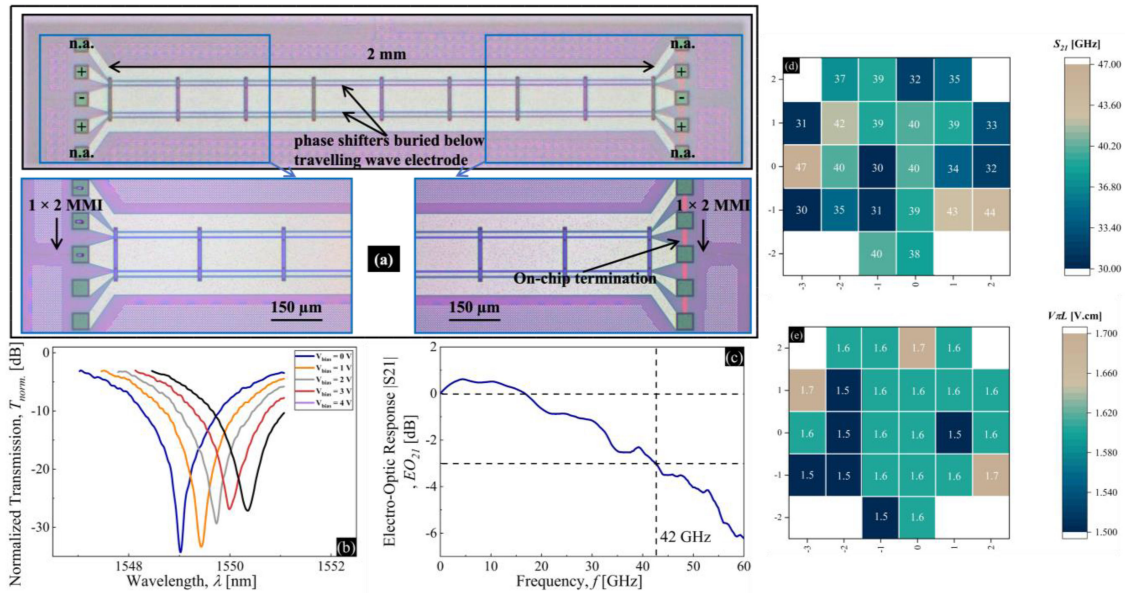 n.a.
n.a.
2 mm
+
+
-
-
+
+
phase shifters buried below
travelling wave electrode
n.a.
n.a.
1 × 2 MMI
(a)
1 × 2 MMI
On-chip termination
150 µm
150 µm
Normalized Transmission, Tnorm. [dB]
0
-10
-20
-30
Vbias = 0 V
Vbias = 1 V
Vbias = 2 V
Vbias = 3 V
Vbias = 4 V
(b)
1548
1550
1552
Wavelength, λ [nm]
Electro-Optic Response |S21|
, EO21 [dB]
2
0
-2
-4
-6
(c)
42 GHz
0
10
20
30
40
50
60
Frequency, f [GHz]
(d)
2
1
0
-1
-2
37 39 32 35
31 42 39 40 39 33
47 40 30 40 34 32
30 35 31 39 43 44
40 38
-3 -2 -1 0 1 2
S21 [GHz]
47.00
43.60
40.20
36.80
33.40
30.00
(e)
2
1
0
-1
-2
1.6 1.6 1.7 1.6
1.7 1.5 1.6 1.6 1.6 1.6
1.6 1.5 1.6 1.6 1.5 1.6
1.5 1.5 1.6 1.6 1.6 1.7
1.5 1.6
-3 -2 -1 0 1 2
VπL [V.cm]
1.700
1.660
1.620
1.580
1.540
1.500